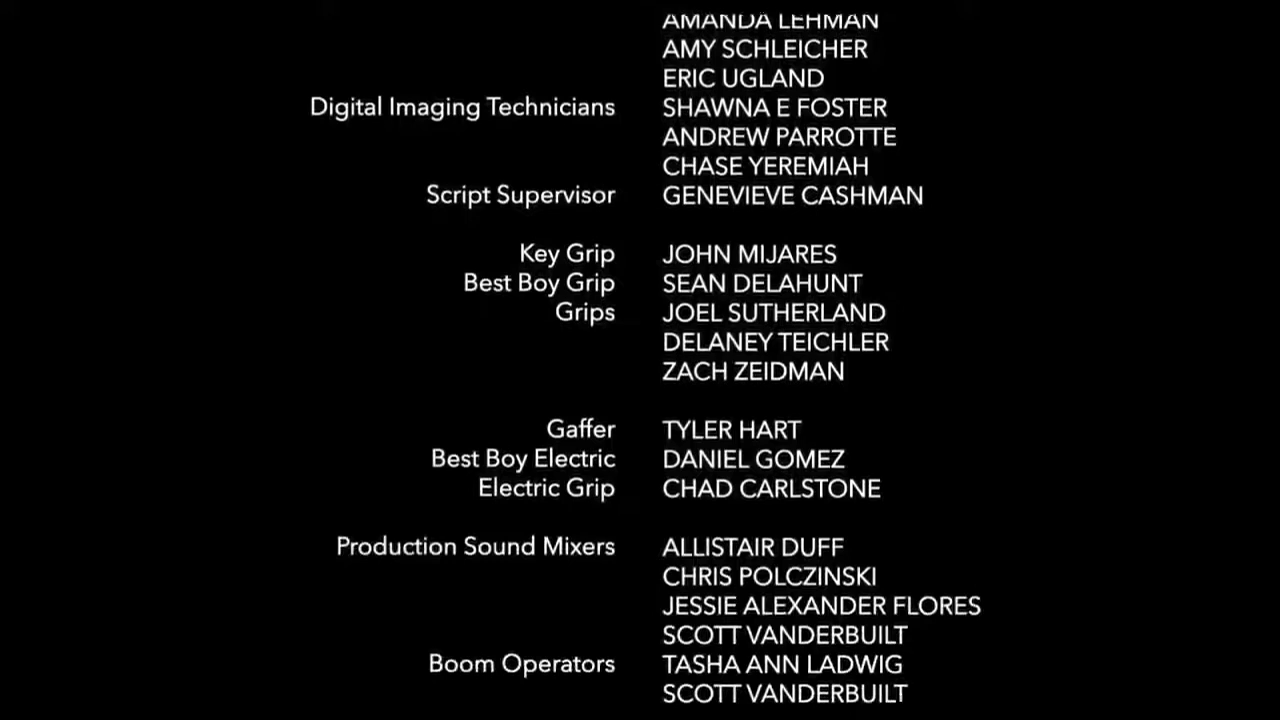 AMANDA LEHMAN
AMY SCHLEICHER
ERIC UGLAND
Digital Imaging Technicians SHAWNA E FOSTER
ANDREW PARROTTE
CHASE YEREMIAH
Script Supervisor GENEVIEVE CASHMAN
Key Grip JOHN MIJARES
Best Boy Grip SEAN DELAHUNT
Grips JOEL SUTHERLAND
DELANEY TEICHLER
ZACH ZEIDMAN
Gaffer TYLER HART
Best Boy Electric DANIEL GOMEZ
Electric Grip CHAD CARLSTONE
Production Sound Mixers ALLISTAIR DUFF
CHRIS POLCZINSKI
JESSIE ALEXANDER FLORES
SCOTT VANDERBUILT
Boom Operators TASHA ANN LADWIG
SCOTT VANDERBUILT